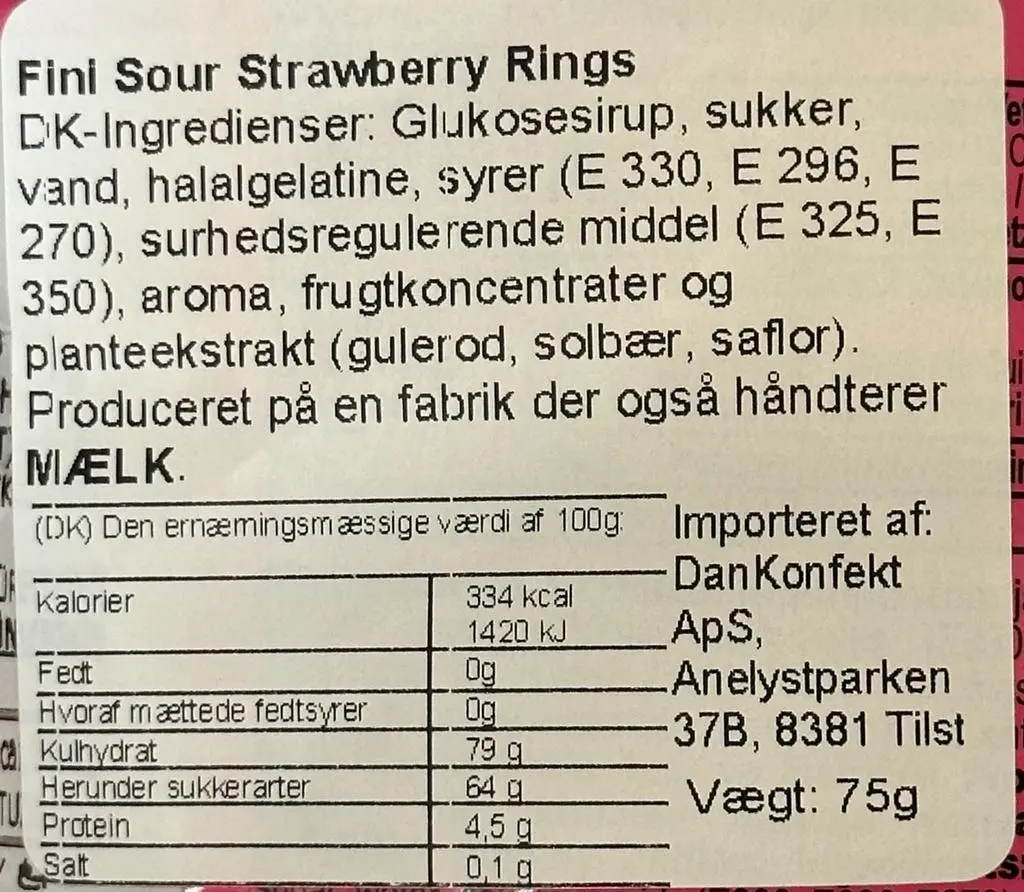 Fini Sour Strawberry Rings
DK-Ingredienser: Glukosesirup, sukker,
vand, halalgelatine, syrer (E 330, E 296, E
270), surhedsregulerende middel (E 325, E
350), aroma, frugtkoncentrater og
planteekstrakt (gulerod, solbær, saflor).
Produceret på en fabrik der også håndterer
MÆLK.
(DK) Den ernæringsmæssige værdi af 100g:
Kalorier 334 kcal
1420 kJ
Fedt 0g
Hvoraf mættede fedtsyrer 0g
Kulhydrat 79 g
Herunder sukkerarter 64 g
Protein 4,5 g
Salt 0,1 g
Importeret af:
DanKonfekt
ApS,
Anelystparken
37B, 8381 Tilst
Vægt: 75g